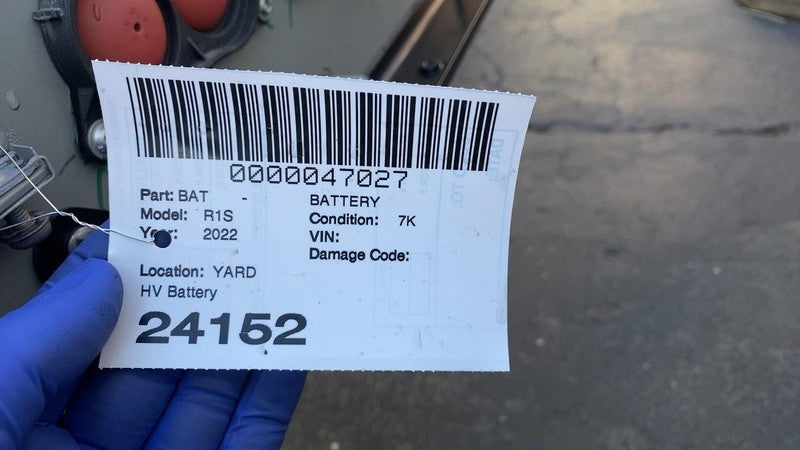 0000047027
Part: BAT - BATTERY
Model: R1S Condition: 7K
Year: 2022 VIN:
Damage Code:
Location: YARD
HV Battery
24152